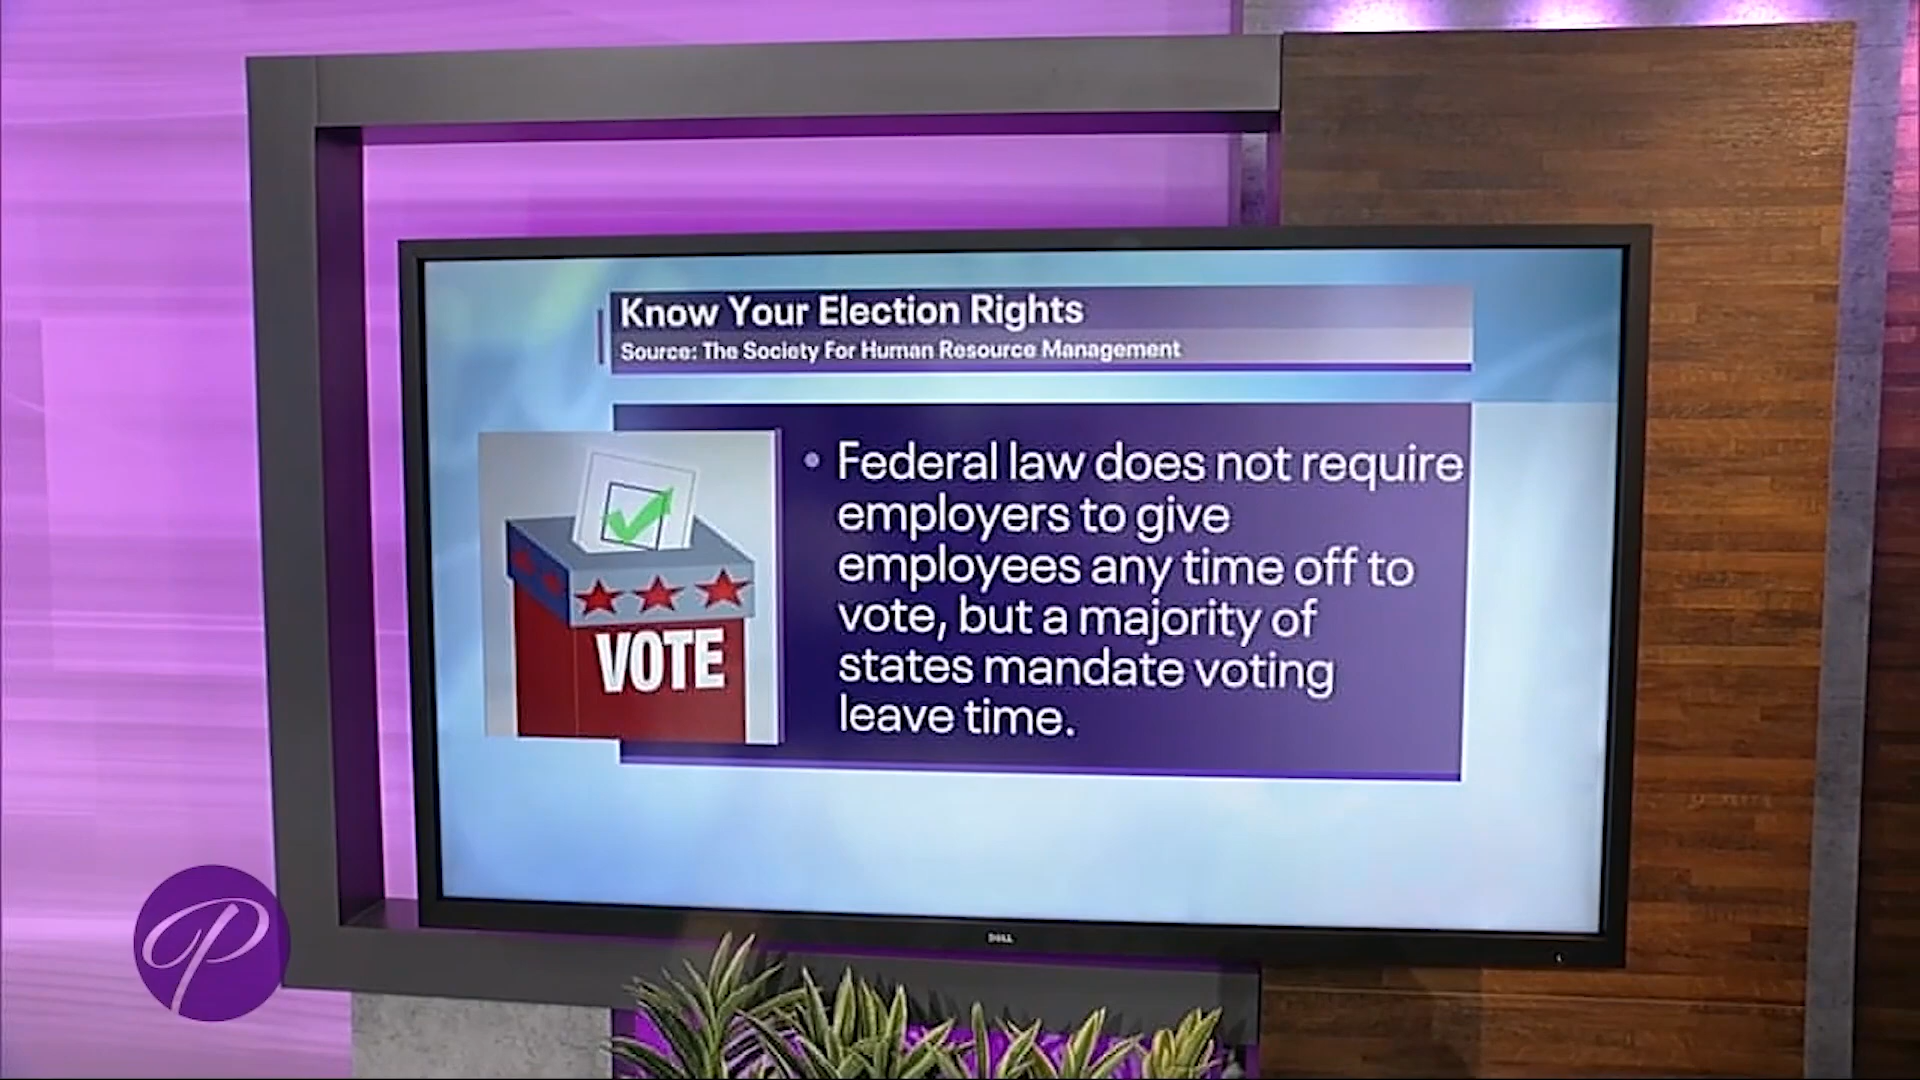 Know Your Election Rights
Source: The Society For Human Resource Management
• Federal law does not require
employers to give
employees any time off to
vote, but a majority of
states mandate voting
leave time.
VOTE
P
DELL